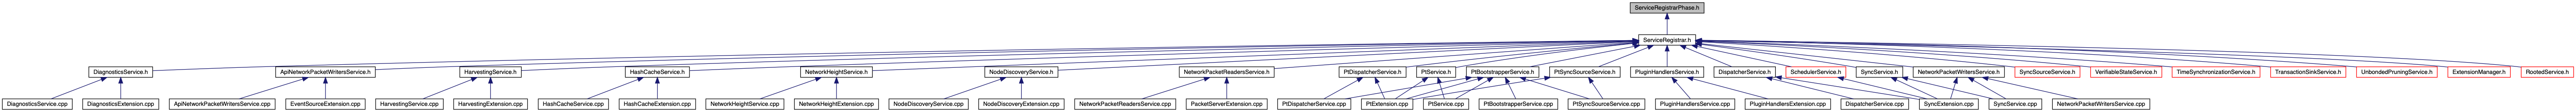 ServiceRegistrarPhase.h
ServiceRegistrar.h
DiagnosticsService.h ApiNetworkPacketWritersService.h HarvestingService.h HashCacheService.h NetworkHeightService.h NodeDiscoveryService.h NetworkPacketReadersService.h PtDispatcherService.h PtService.h PtBootstrapperService.h PtSyncSourceService.h PluginHandlersService.h DispatcherService.h SchedulerService.h SyncService.h NetworkPacketWritersService.h SyncSourceService.h VerifiableStateService.h TimeSynchronizationService.h TransactionSinkService.h UnbondedPruningService.h ExtensionManager.h RootedService.h
DiagnosticsService.cpp DiagnosticsExtension.cpp ApiNetworkPacketWritersService.cpp EventSourceExtension.cpp HarvestingService.cpp HarvestingExtension.cpp HashCacheService.cpp HashCacheExtension.cpp NetworkHeightService.cpp NetworkHeightExtension.cpp NodeDiscoveryService.cpp NodeDiscoveryExtension.cpp NetworkPacketReadersService.cpp PacketServerExtension.cpp PtDispatcherService.cpp PtExtension.cpp PtService.cpp PtBootstrapperService.cpp PtSyncSourceService.cpp PluginHandlersService.cpp PluginHandlersExtension.cpp DispatcherService.cpp SyncExtension.cpp SyncService.cpp NetworkPacketWritersService.cpp